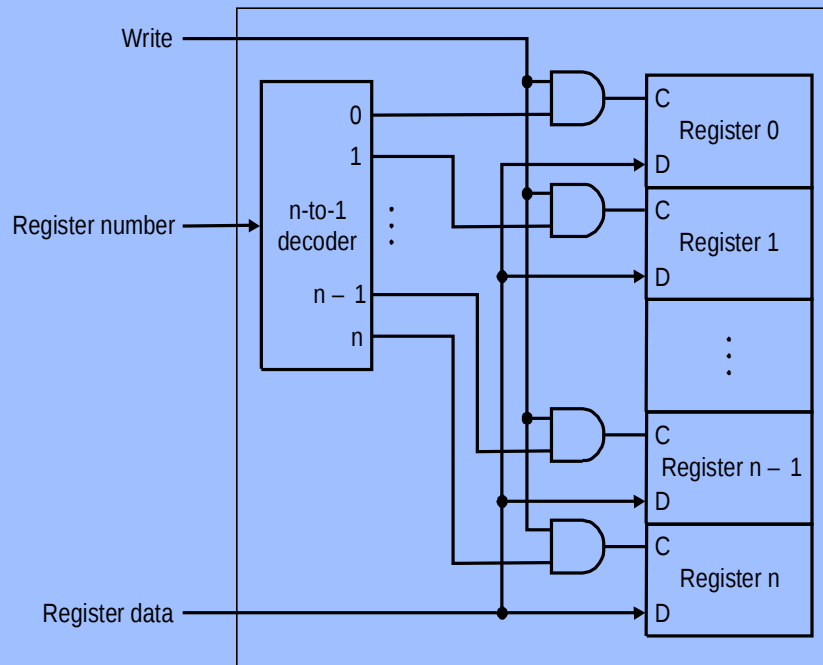 Write
0
1
n-to-1
decoder
n – 1
n
Register number
Register data
C
Register 0
D
C
Register 1
D
C
Register n – 1
D
C
Register n
D